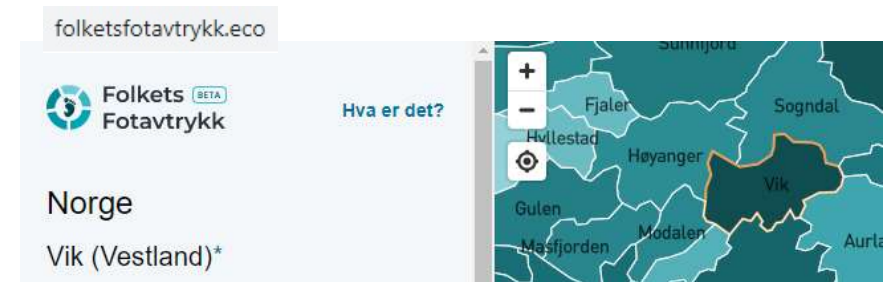 folketsfotavtrykk.eco
Folkets BETA
Fotavtrykk
Hva er det?
Norge
Vik (Vestland)*
+
−
Sunnfjord
Fjaler
Sogndal
Hyllestad
Høyanger
Vik
Gulen
Modalen
Masfjorden